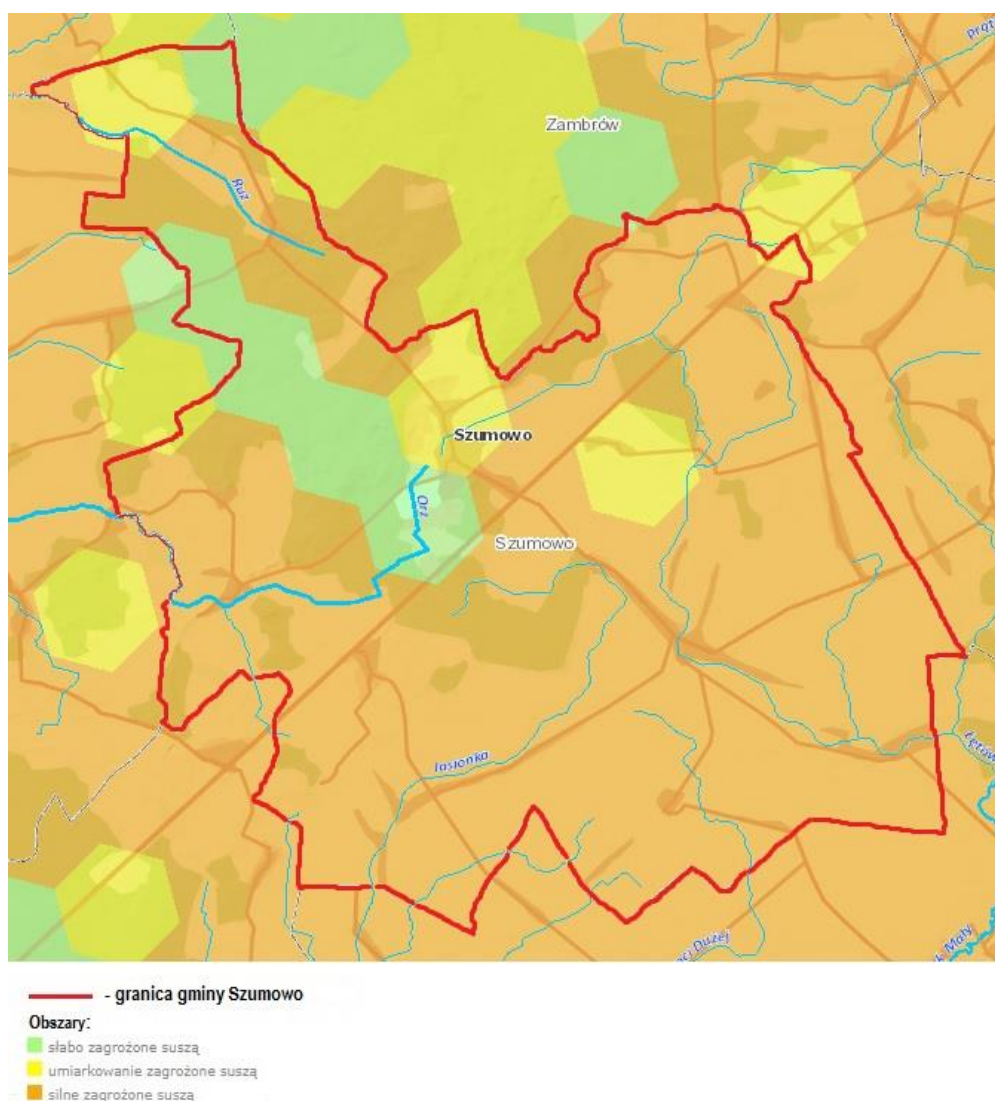 Zambrów
Ruż
Szumowo
Orz
Szumowo
Jasionka
- granica gminy Szumowo
Obszary:
słabo zagrożone suszą
umiarkowanie zagrożone suszą
silne zagrożone suszą